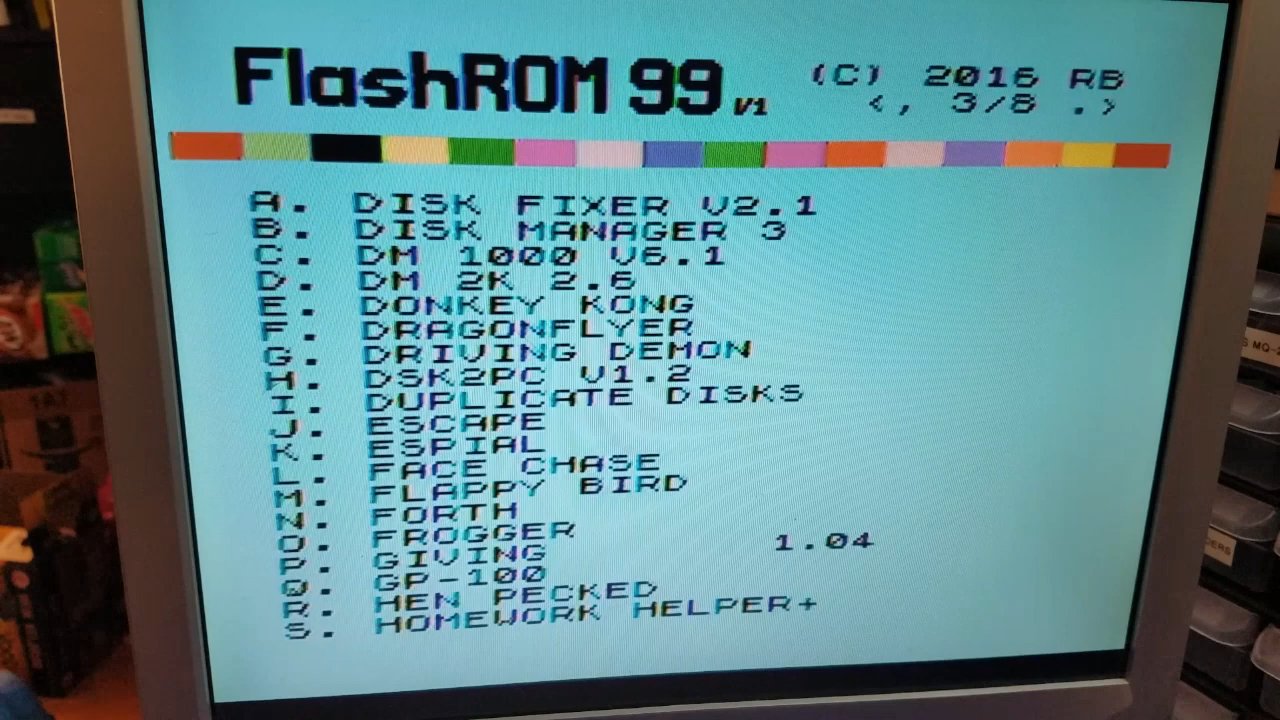 FlashROM 99 V1 (C) 2016 RB
<, 3/8 .>
A. DISK FIXER V2.1
B. DISK MANAGER 3
C. DM 1000 V6.1
D. DM 2K 2.6
E. DONKEY KONG
F. DRAGONFLYER
G. DRIVING DEMON
H. DSK2PC V1.2
I. DUPLICATE DISKS
J. ESCAPE
K. ESPIAL
L. FACE CHASE
M. FLAPPY BIRD
N. FORTH
O. FROGGER
P. GIVING 1.04
Q. GP-100
R. HEN PECKED
S. HOMEWORK HELPER+